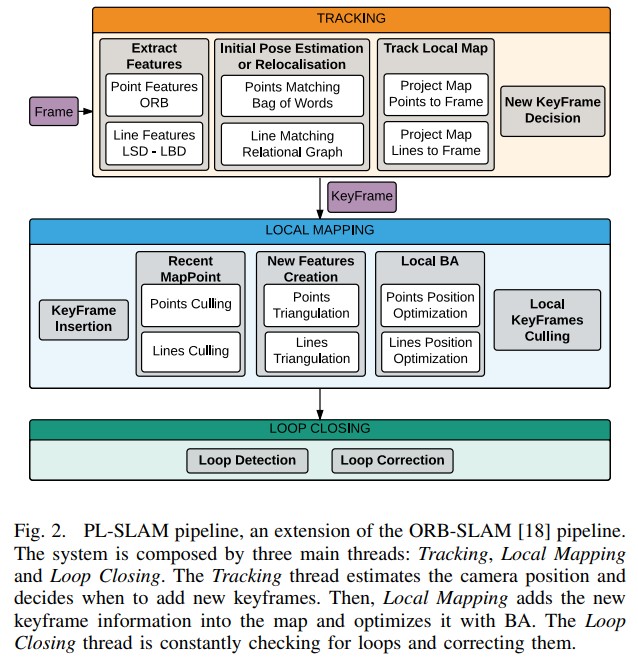 TRACKING
Frame
Extract
Features
Point Features
ORB
Line Features
LSD - LBD
Initial Pose Estimation
or Relocalisation
Points Matching
Bag of Words
Line Matching
Relational Graph
Track Local Map
Project Map
Points to Frame
Project Map
Lines to Frame
New KeyFrame
Decision
KeyFrame
LOCAL MAPPING
KeyFrame
Insertion
Recent
MapPoint
Points Culling
Lines Culling
New Features
Creation
Points
Triangulation
Lines
Triangulation
Local BA
Points Position
Optimization
Lines Position
Optimization
Local
KeyFrames
Culling
LOOP CLOSING
Loop Detection
Loop Correction
Fig. 2. PL-SLAM pipeline, an extension of the ORB-SLAM [18] pipeline.
The system is composed by three main threads: Tracking, Local Mapping
and Loop Closing. The Tracking thread estimates the camera position and
decides when to add new keyframes. Then, Local Mapping adds the new
keyframe information into the map and optimizes it with BA. The Loop
Closing thread is constantly checking for loops and correcting them.